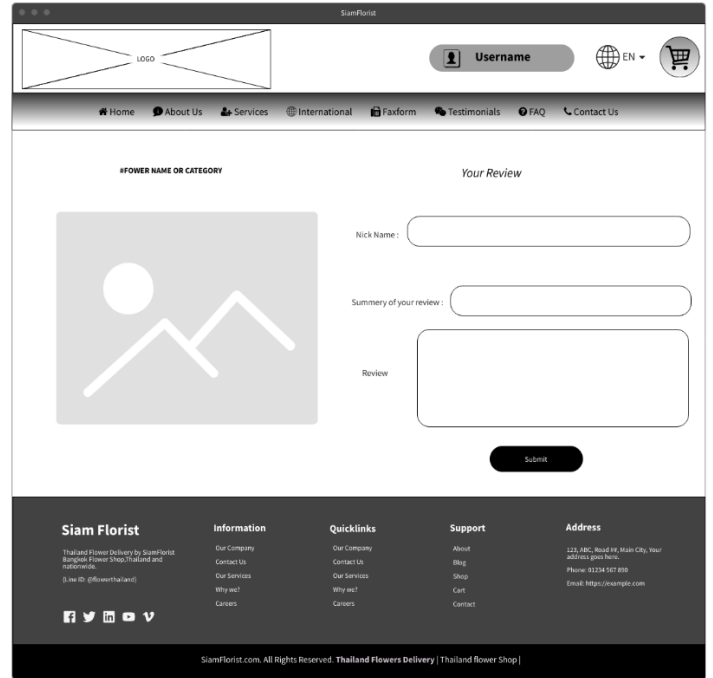 SiamFlorist
LOGO
Username
EN
Home About Us Services International Faxform Testimonials FAQ Contact Us
#FOWER NAME OR CATEGORY
Your Review
Nick Name :
Summery of your review :
Review
Submit
Siam Florist
Thailand Flower Delivery by SiamFlorist
Bangkok Flower Shop,Thailand and
nationwide.
(Line ID: @flowerthailand)
Information
Our Company
Contact Us
Our Services
Why we?
Careers
Quicklinks
Our Company
Contact Us
Our Services
Why we?
Careers
Support
About
Blog
Shop
Cart
Contact
Address
123, ABC, Road ##, Main City, Your
address goes here.
Phone: 01234 567 890
Email: https://example.com
SiamFlorist.com. All Rights Reserved. Thailand Flowers Delivery | Thailand flower Shop |